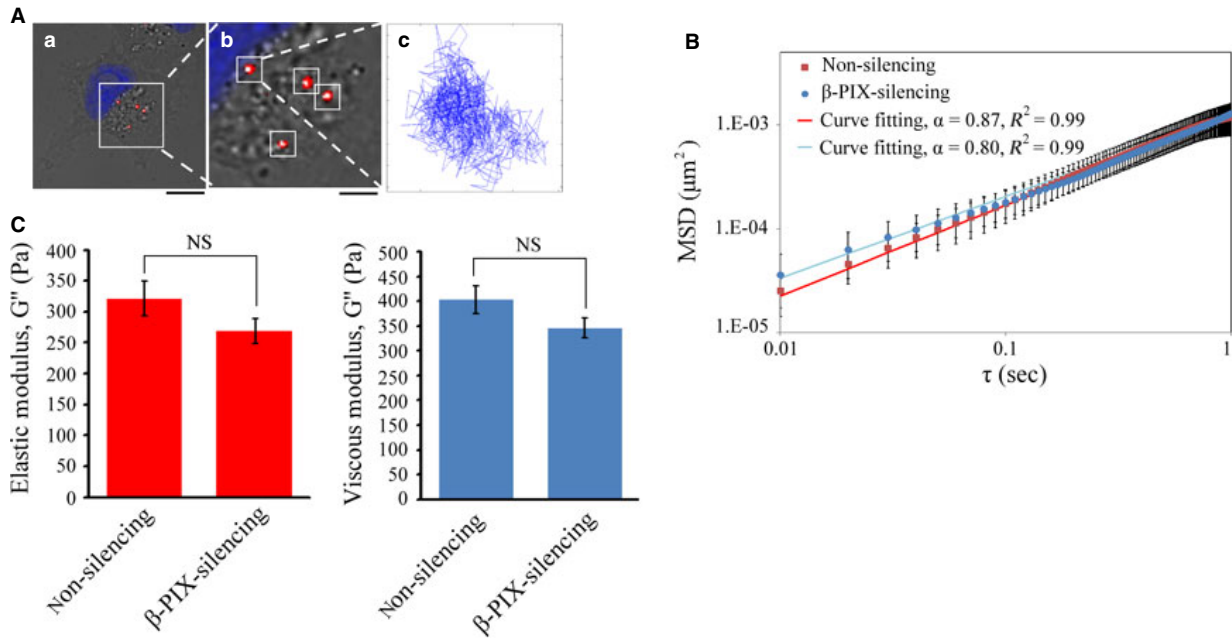 A
a
b
c
B
MSD (μm²)
1.E-03
1.E-04
1.E-05
Non-silencing
β-PIX-silencing
Curve fitting, α = 0.87, R² = 0.99
Curve fitting, α = 0.80, R² = 0.99
0.01
0.1
1
τ (sec)
C
Elastic modulus, G" (Pa)
400
350
300
250
200
150
100
50
0
NS
Non-silencing
β-PIX-silencing
Viscous modulus, G" (Pa)
500
450
400
350
300
250
200
150
100
50
0
NS
Non-silencing
β-PIX-silencing